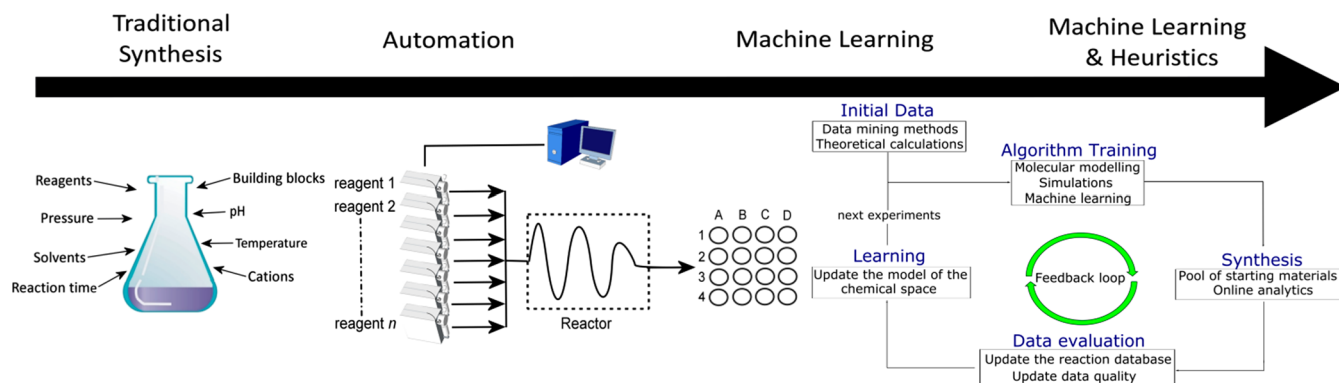 Traditional
Synthesis
Automation
Machine Learning
Machine Learning
& Heuristics
Reagents
Pressure
Solvents
Reaction time
Building blocks
pH
Temperature
Cations
reagent 1
reagent 2
reagent n
Reactor
A B C D
1
2
3
4
Initial Data
Data mining methods
Theoretical calculations
Algorithm Training
Molecular modelling
Simulations
Machine learning
next experiments
Learning
Update the model of the
chemical space
Feedback loop
Synthesis
Pool of starting materials
Online analytics
Data evaluation
Update the reaction database
Update data quality